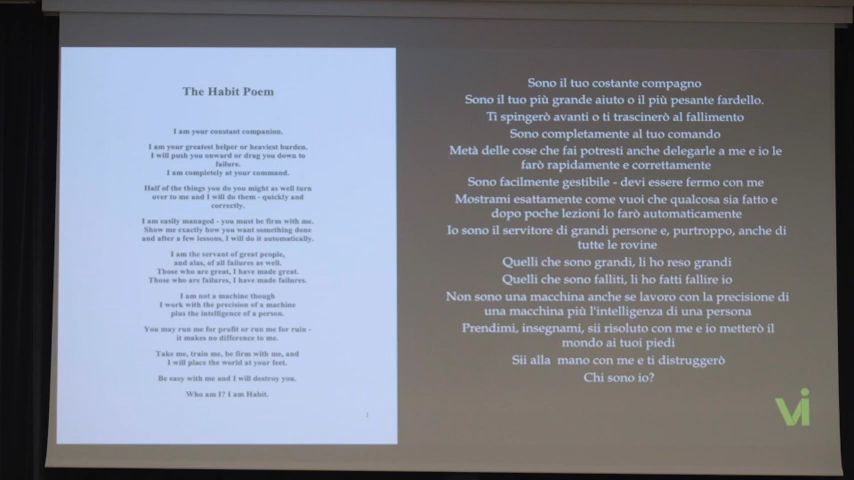 The Habit Poem
I am your constant companion.
I am your greatest helper or heaviest burden.
I will push you onward or drag you down to
failure.
I am completely at your command.
Half of the things you do you might as well turn
over to me and I will do them - quickly and
correctly.
I am easily managed - you must be firm with me.
Show me exactly how you want something done
and after a few lessons, I will do it automatically.
I am the servant of great people,
and alas, of all failures as well.
Those who are great, I have made great.
Those who are failures, I have made failures.
I am not a machine though
I work with the precision of a machine
plus the intelligence of a person.
You may run me for profit or run me for ruin -
it makes no difference to me.
Take me, train me, be firm with me, and
I will place the world at your feet.
Be easy with me and I will destroy you.
Who am I? I am Habit.
1
Sono il tuo costante compagno
Sono il tuo più grande aiuto o il più pesante fardello.
Ti spingerò avanti o ti trascinerò al fallimento
Sono completamente al tuo comando
Metà delle cose che fai potresti anche delegarle a me e io le
farò rapidamente e correttamente
Sono facilmente gestibile - devi essere fermo con me
Mostrami esattamente come vuoi che qualcosa sia fatto e
dopo poche lezioni lo farò automaticamente
Io sono il servitore di grandi persone e, purtroppo, anche di
tutte le rovine
Quelli che sono grandi, li ho reso grandi
Quelli che sono falliti, li ho fatti fallire io
Non sono una macchina anche se lavoro con la precisione di
una macchina più l'intelligenza di una persona
Prendimi, insegnami, sii risoluto con me e io metterò il
mondo ai tuoi piedi
Sii alla  mano con me e ti distruggerò
Chi sono io?
vi